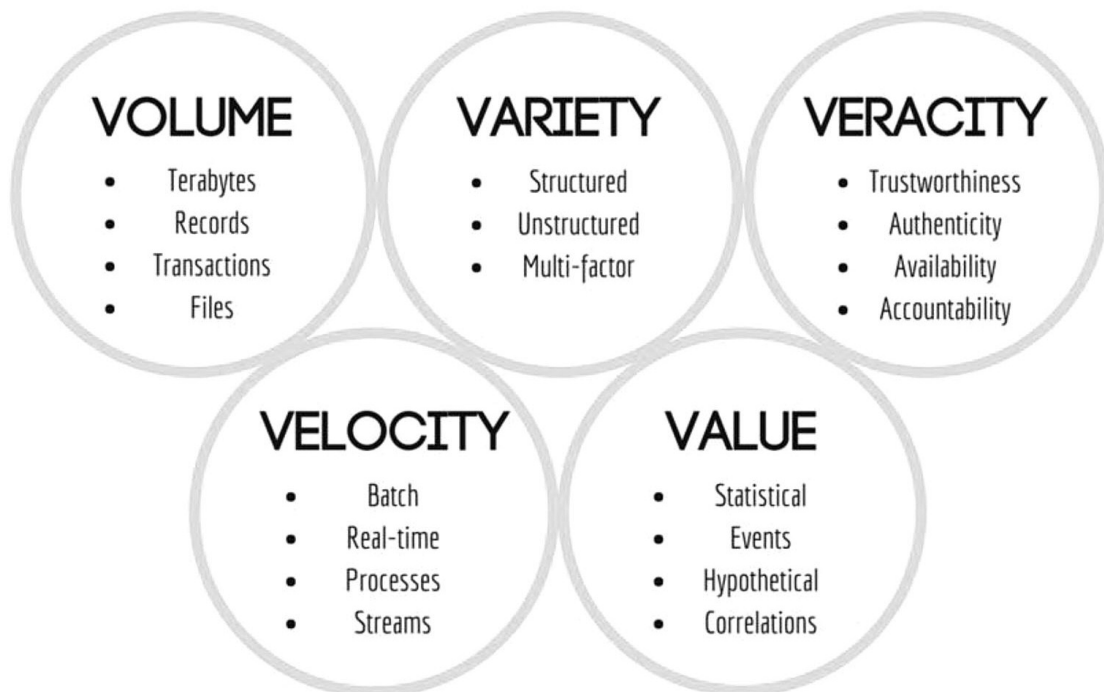 VOLUME
• Terabytes
• Records
• Transactions
• Files
VARIETY
• Structured
• Unstructured
• Multi-factor
VERACITY
• Trustworthiness
• Authenticity
• Availability
• Accountability
VELOCITY
• Batch
• Real-time
• Processes
• Streams
VALUE
• Statistical
• Events
• Hypothetical
• Correlations